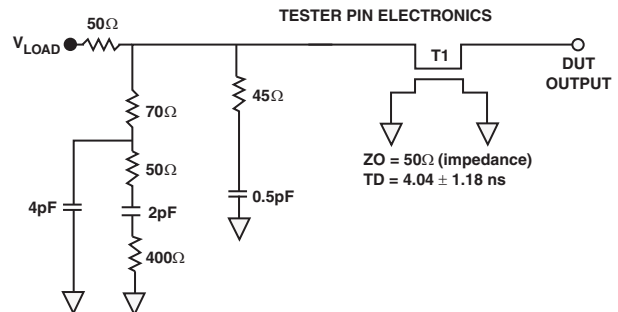 TESTER PIN ELECTRONICS
50Ω
VLOAD
T1
DUT
OUTPUT
70Ω
45Ω
50Ω
ZO = 50Ω (impedance)
TD = 4.04 ± 1.18 ns
4pF
2pF
0.5pF
400Ω